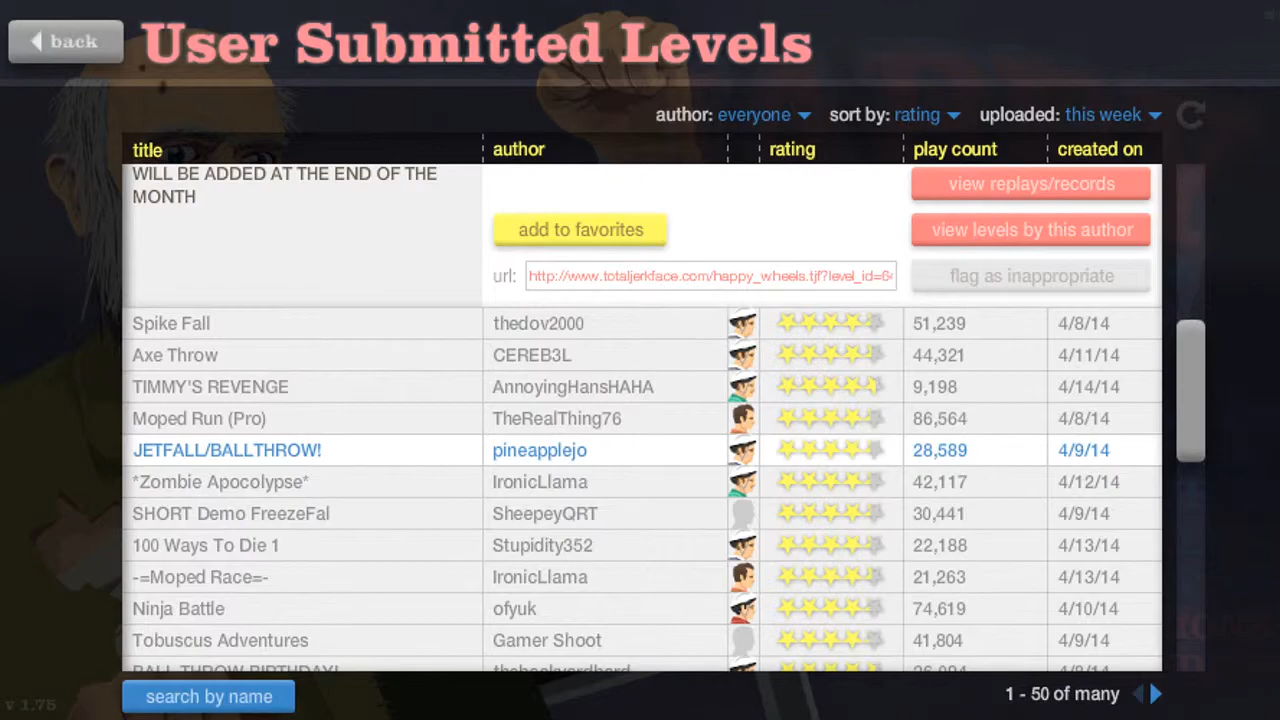 back
User Submitted Levels
author: everyone sort by: rating uploaded: this week
title author rating play count created on
WILL BE ADDED AT THE END OF THE
MONTH
view replays/records
add to favorites
view levels by this author
url: http://www.totaljerkface.com/happy_wheels.tjf?level_id=6
flag as inappropriate
Spike Fall thedov2000 51,239 4/8/14
Axe Throw CEREB3L 44,321 4/11/14
TIMMY'S REVENGE AnnoyingHansHAHA 9,198 4/14/14
Moped Run (Pro) TheRealThing76 86,564 4/8/14
JETFALL/BALLTHROW! pineapplejo 28,589 4/9/14
*Zombie Apocolypse* IronicLlama 42,117 4/12/14
SHORT Demo FreezeFal SheepeyQRT 30,441 4/9/14
100 Ways To Die 1 Stupidity352 22,188 4/13/14
-=Moped Race=- IronicLlama 21,263 4/13/14
Ninja Battle ofyuk 74,619 4/10/14
Tobuscus Adventures Gamer Shoot 41,804 4/9/14
BALL THROW BIRTHDAY!
search by name
1 - 50 of many
v 1.75